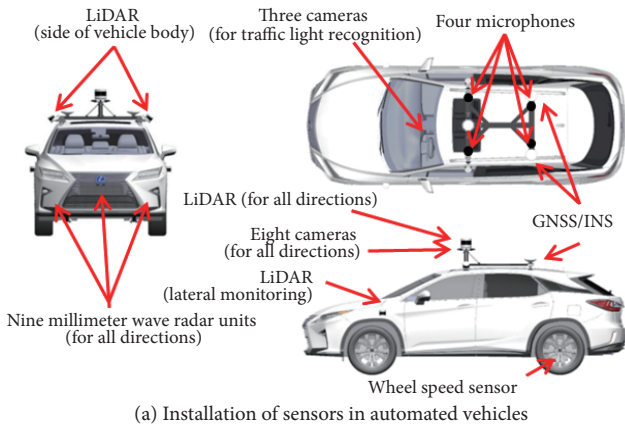 LiDAR
(side of vehicle body)
Three cameras
(for traffic light recognition)
Four microphones
LiDAR (for all directions)
Eight cameras
(for all directions)
GNSS/INS
LiDAR
(lateral monitoring)
Nine millimeter wave radar units
(for all directions)
Wheel speed sensor
(a) Installation of sensors in automated vehicles